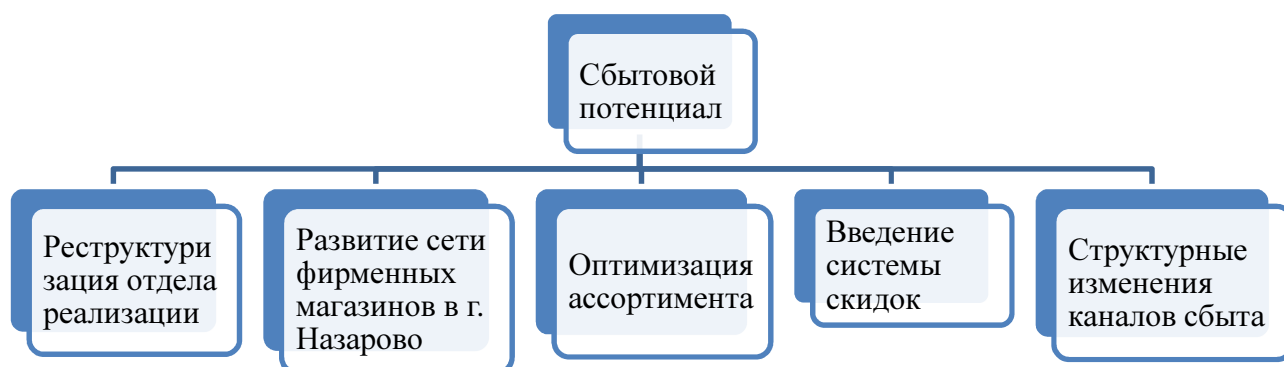 Сбытовой
потенциал
Реструктури
зация отдела
реализации
Развитие сети
фирменных
магазинов в г.
Назарово
Оптимизация
ассортимента
Введение
системы
скидок
Структурные
изменения
каналов сбыта